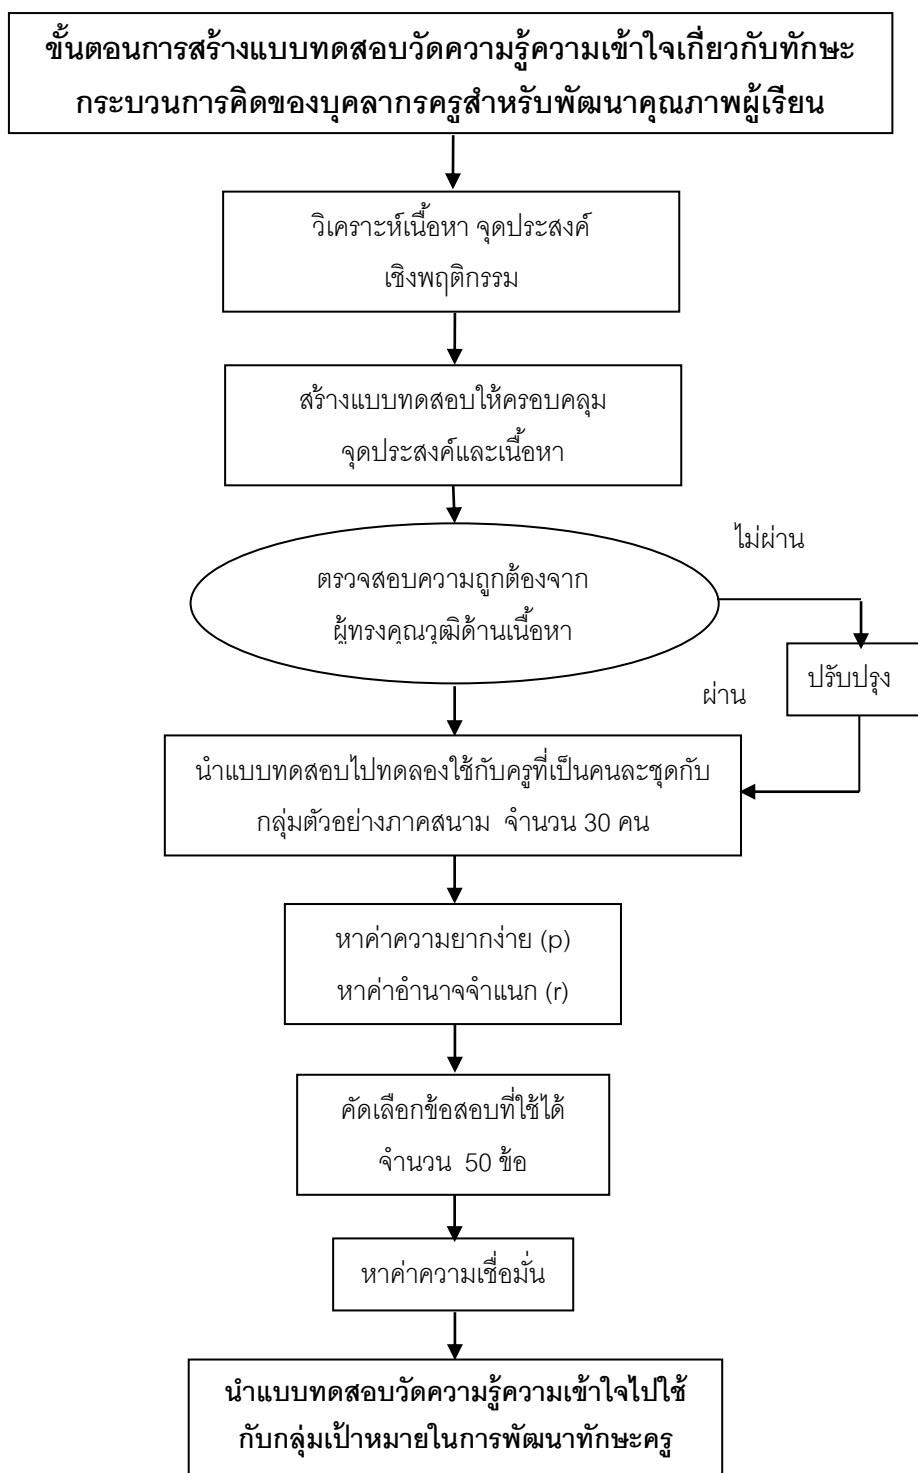 ขั้นตอนการสร้างแบบทดสอบวัดความรู้ความเข้าใจเกี่ยวกับทักษะ
กระบวนการคิดของบุคลากรครูสำหรับพัฒนาคุณภาพผู้เรียน
วิเคราะห์เนื้อหา จุดประสงค์
เชิงพฤติกรรม
สร้างแบบทดสอบให้ครอบคลุม
จุดประสงค์และเนื้อหา
ไม่ผ่าน
ตรวจสอบความถูกต้องจาก
ผู้ทรงคุณวุฒิด้านเนื้อหา
ปรับปรุง
ผ่าน
นำแบบทดสอบไปทดลองใช้กับครูที่เป็นคนละชุดกับ
กลุ่มตัวอย่างภาคสนาม จำนวน 30 คน
หาค่าความยากง่าย (p)
หาค่าอำนาจจำแนก (r)
คัดเลือกข้อสอบที่ใช้ได้
จำนวน 50 ข้อ
หาค่าความเชื่อมั่น
นำแบบทดสอบวัดความรู้ความเข้าใจไปใช้
กับกลุ่มเป้าหมายในการพัฒนาทักษะครู